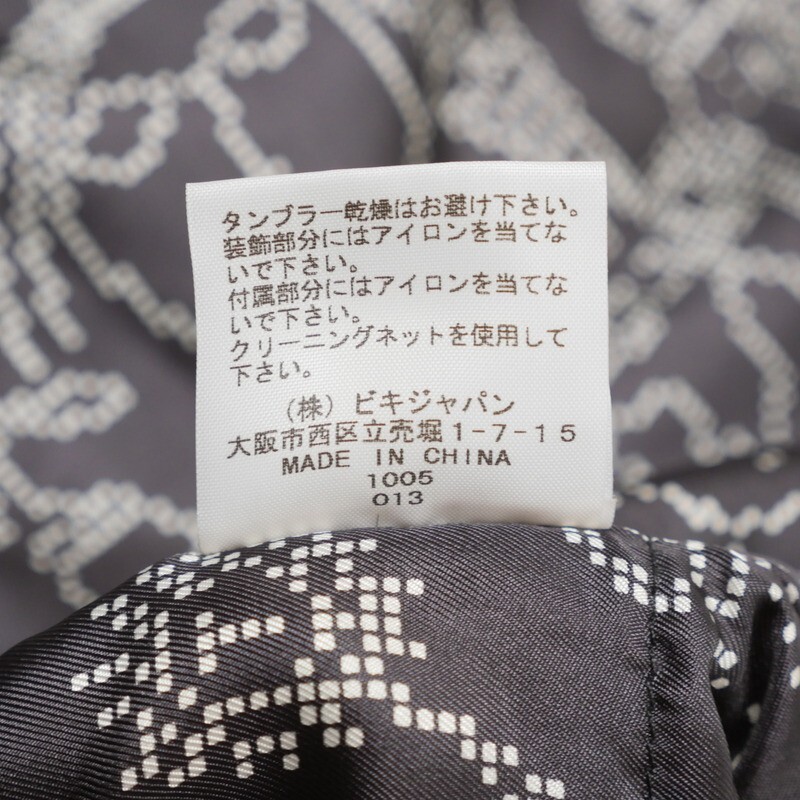 タンブラー乾燥はお避け下さい。
装飾部分にはアイロンを当てな
いで下さい。
付属部分にはアイロンを当てな
いで下さい。
クリーニングネットを使用して
下さい。
(株)ビキジャパン
大阪市西区立売堀1-7-15
MADE IN CHINA
1005
013